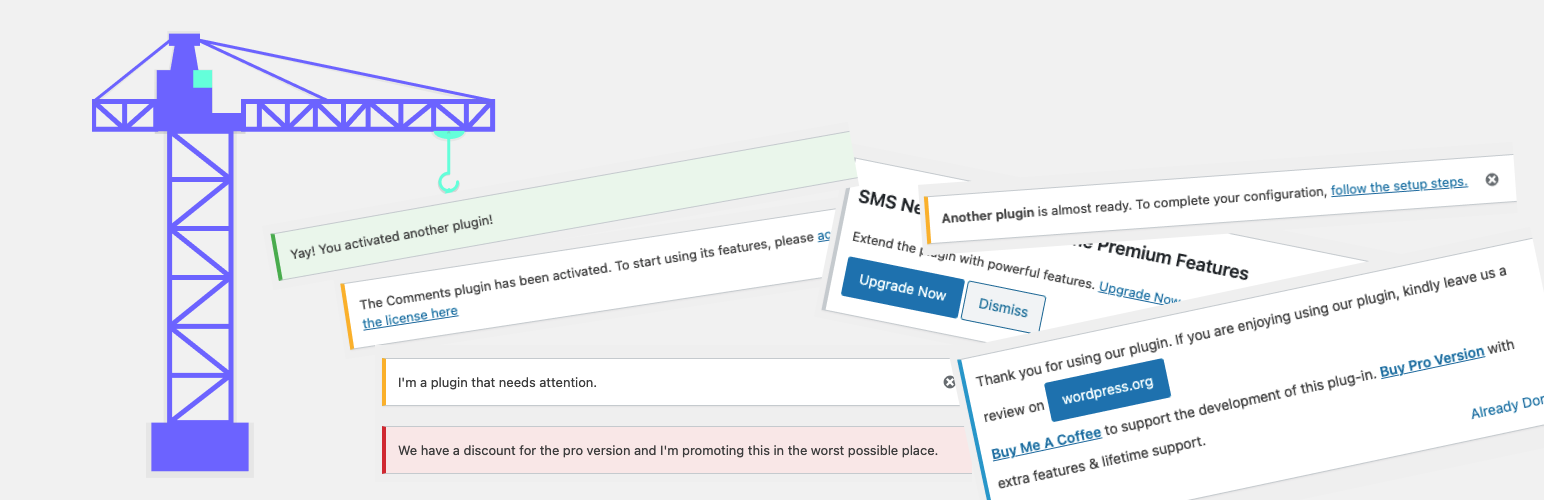 Yay! You activated another plugin!
The Comments plugin has been activated. To start using its features, please
the license here
I'm a plugin that needs attention.
We have a discount for the pro version and I'm promoting this in the worst possible place.
SMS
Premium Features
Extend the plugin with powerful features. Upgrade Now
Upgrade Now Dismiss
Another plugin is almost ready. To complete your configuration, follow the setup steps.
Thank you for using our plugin. If you are enjoying using our plugin, kindly leave us a
review on wordpress.org
Buy Me A Coffee to support the development of this plug-in. Buy Pro Version with
extra features & lifetime support.
Already